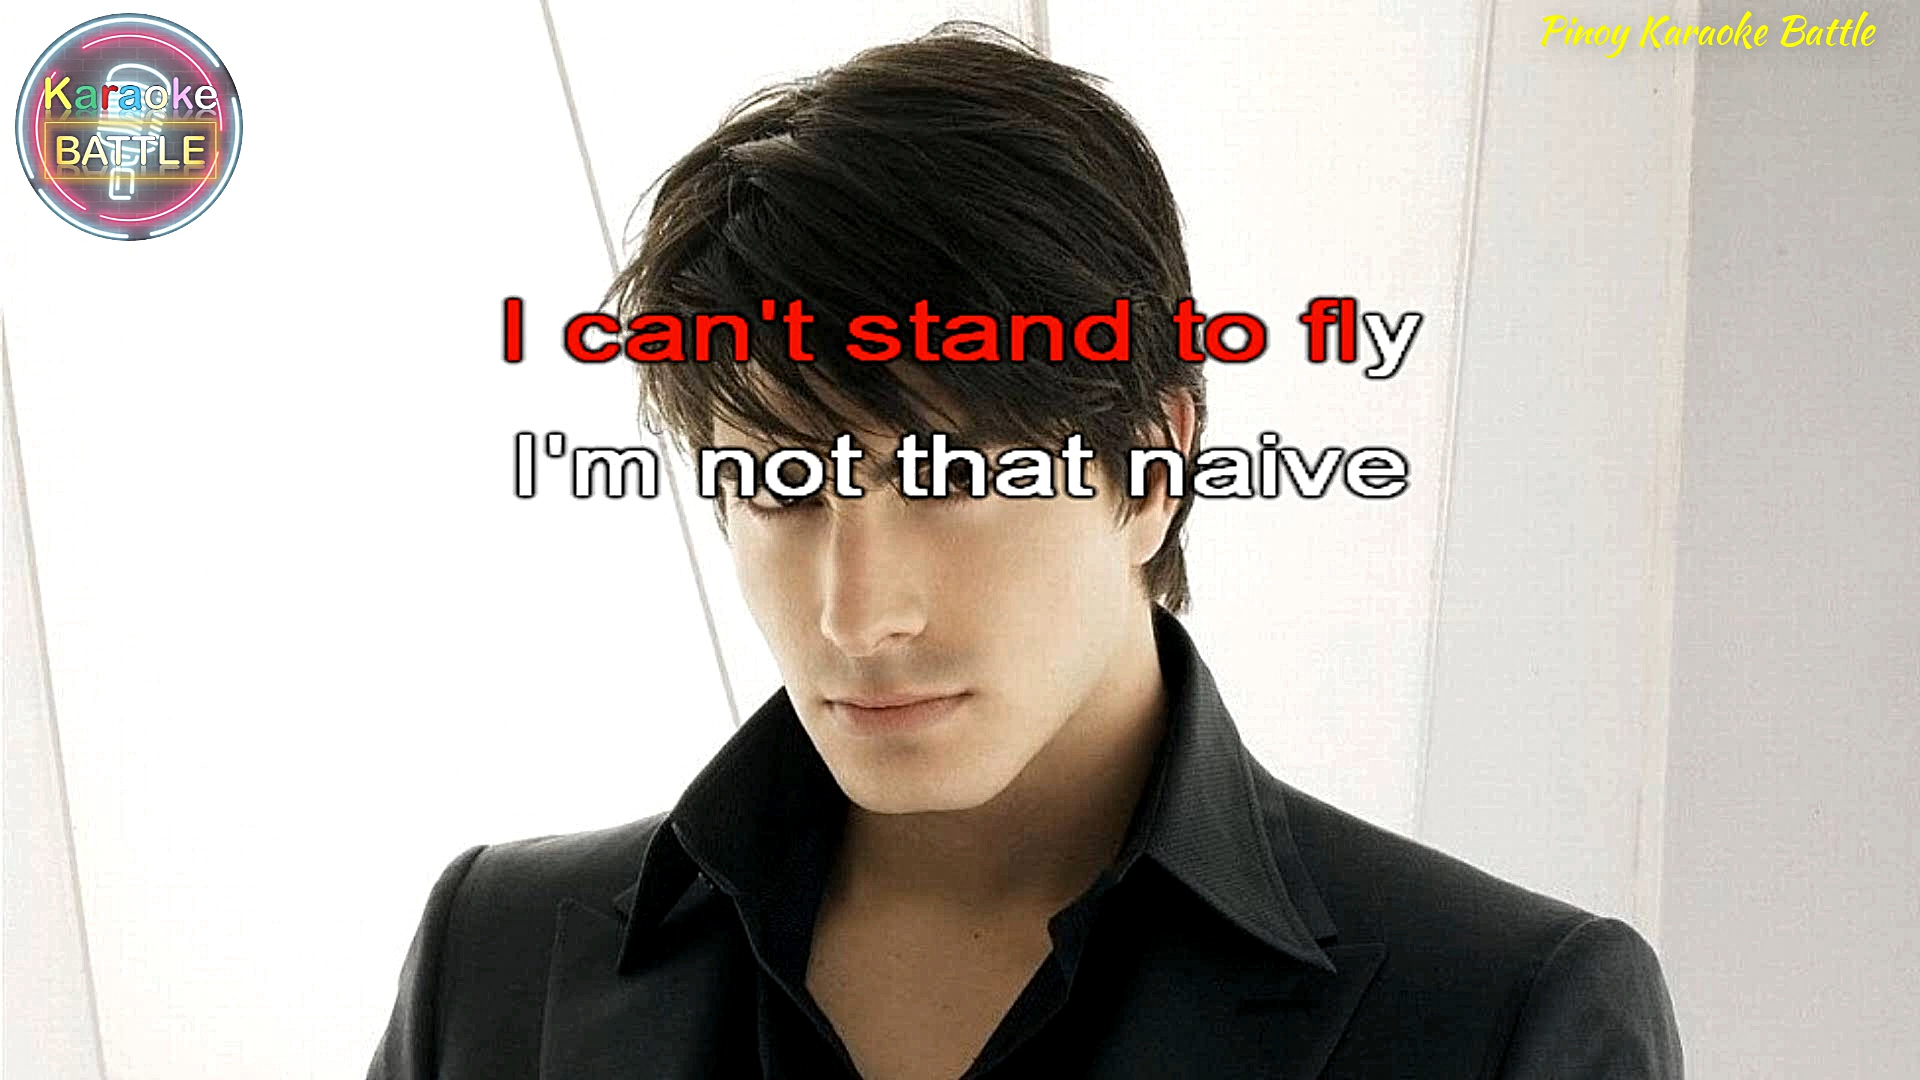 Karaoke
BATTLE
Pinoy Karaoke Battle
I can't stand to fly
I'm not that naive